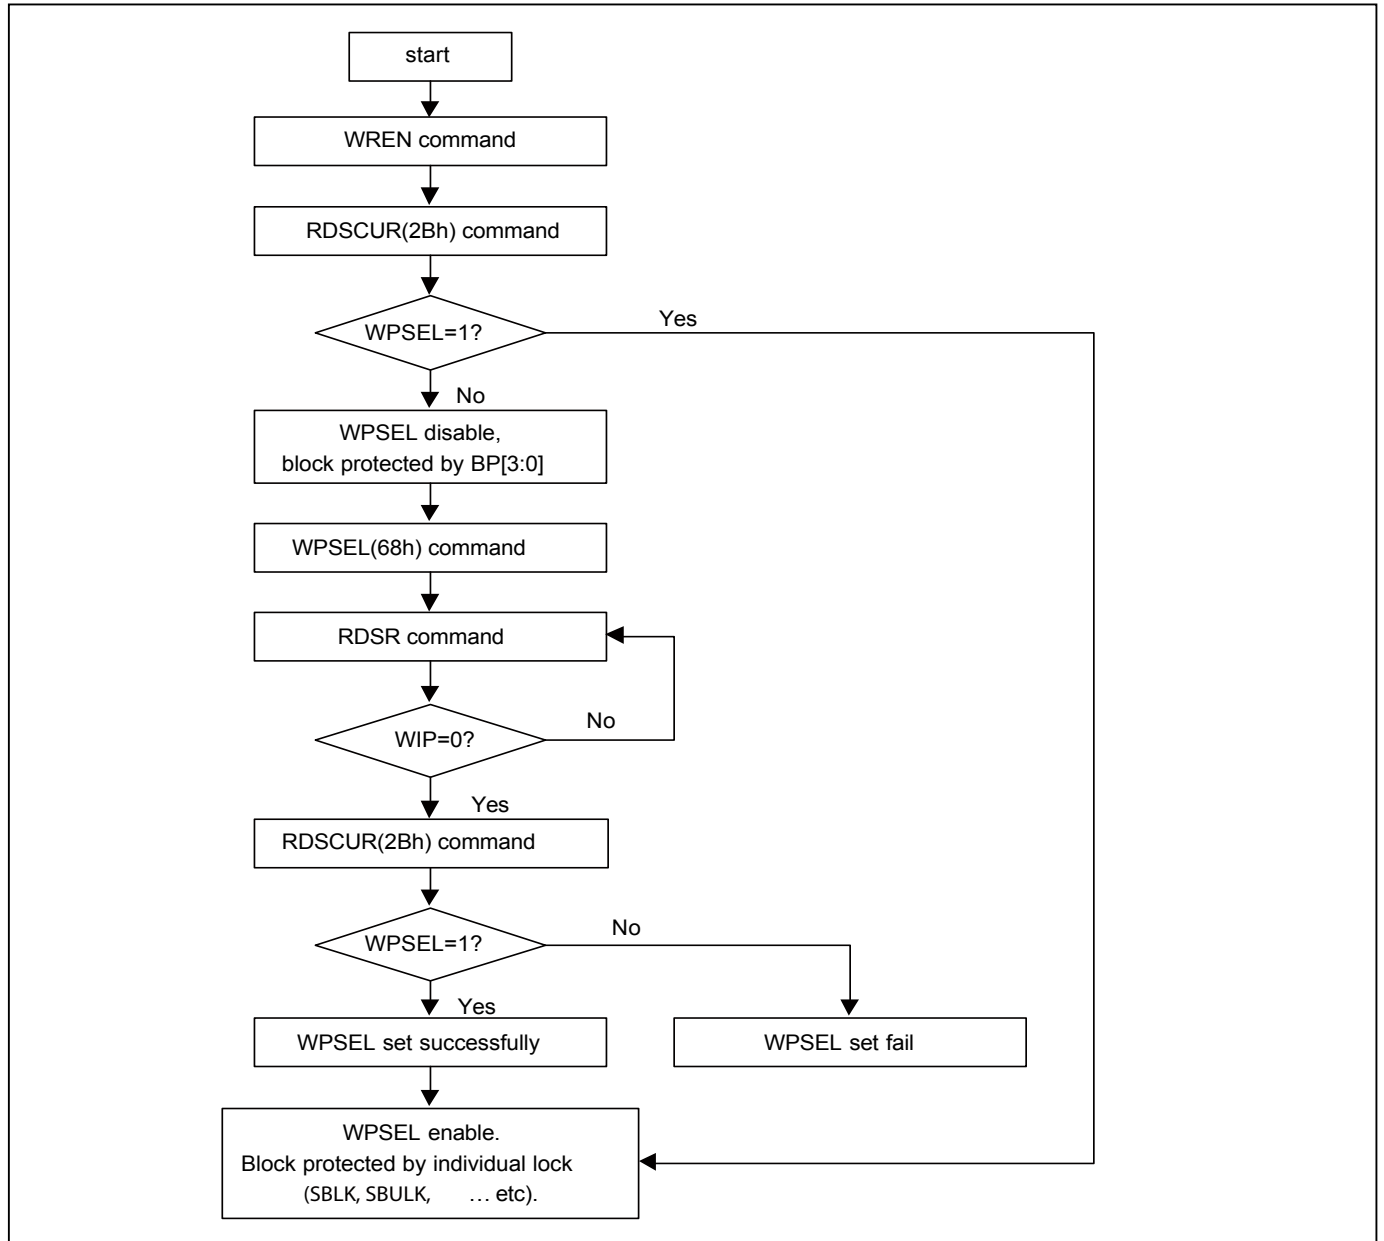 start
WREN command
RDSCUR(2Bh) command
WPSEL=1?
Yes
No
WPSEL disable,
block protected by BP[3:0]
WPSEL(68h) command
RDSR command
WIP=0?
No
Yes
RDSCUR(2Bh) command
WPSEL=1?
No
Yes
WPSEL set successfully
WPSEL set fail
WPSEL enable.
Block protected by individual lock
(SBLK, SBULK, … etc).